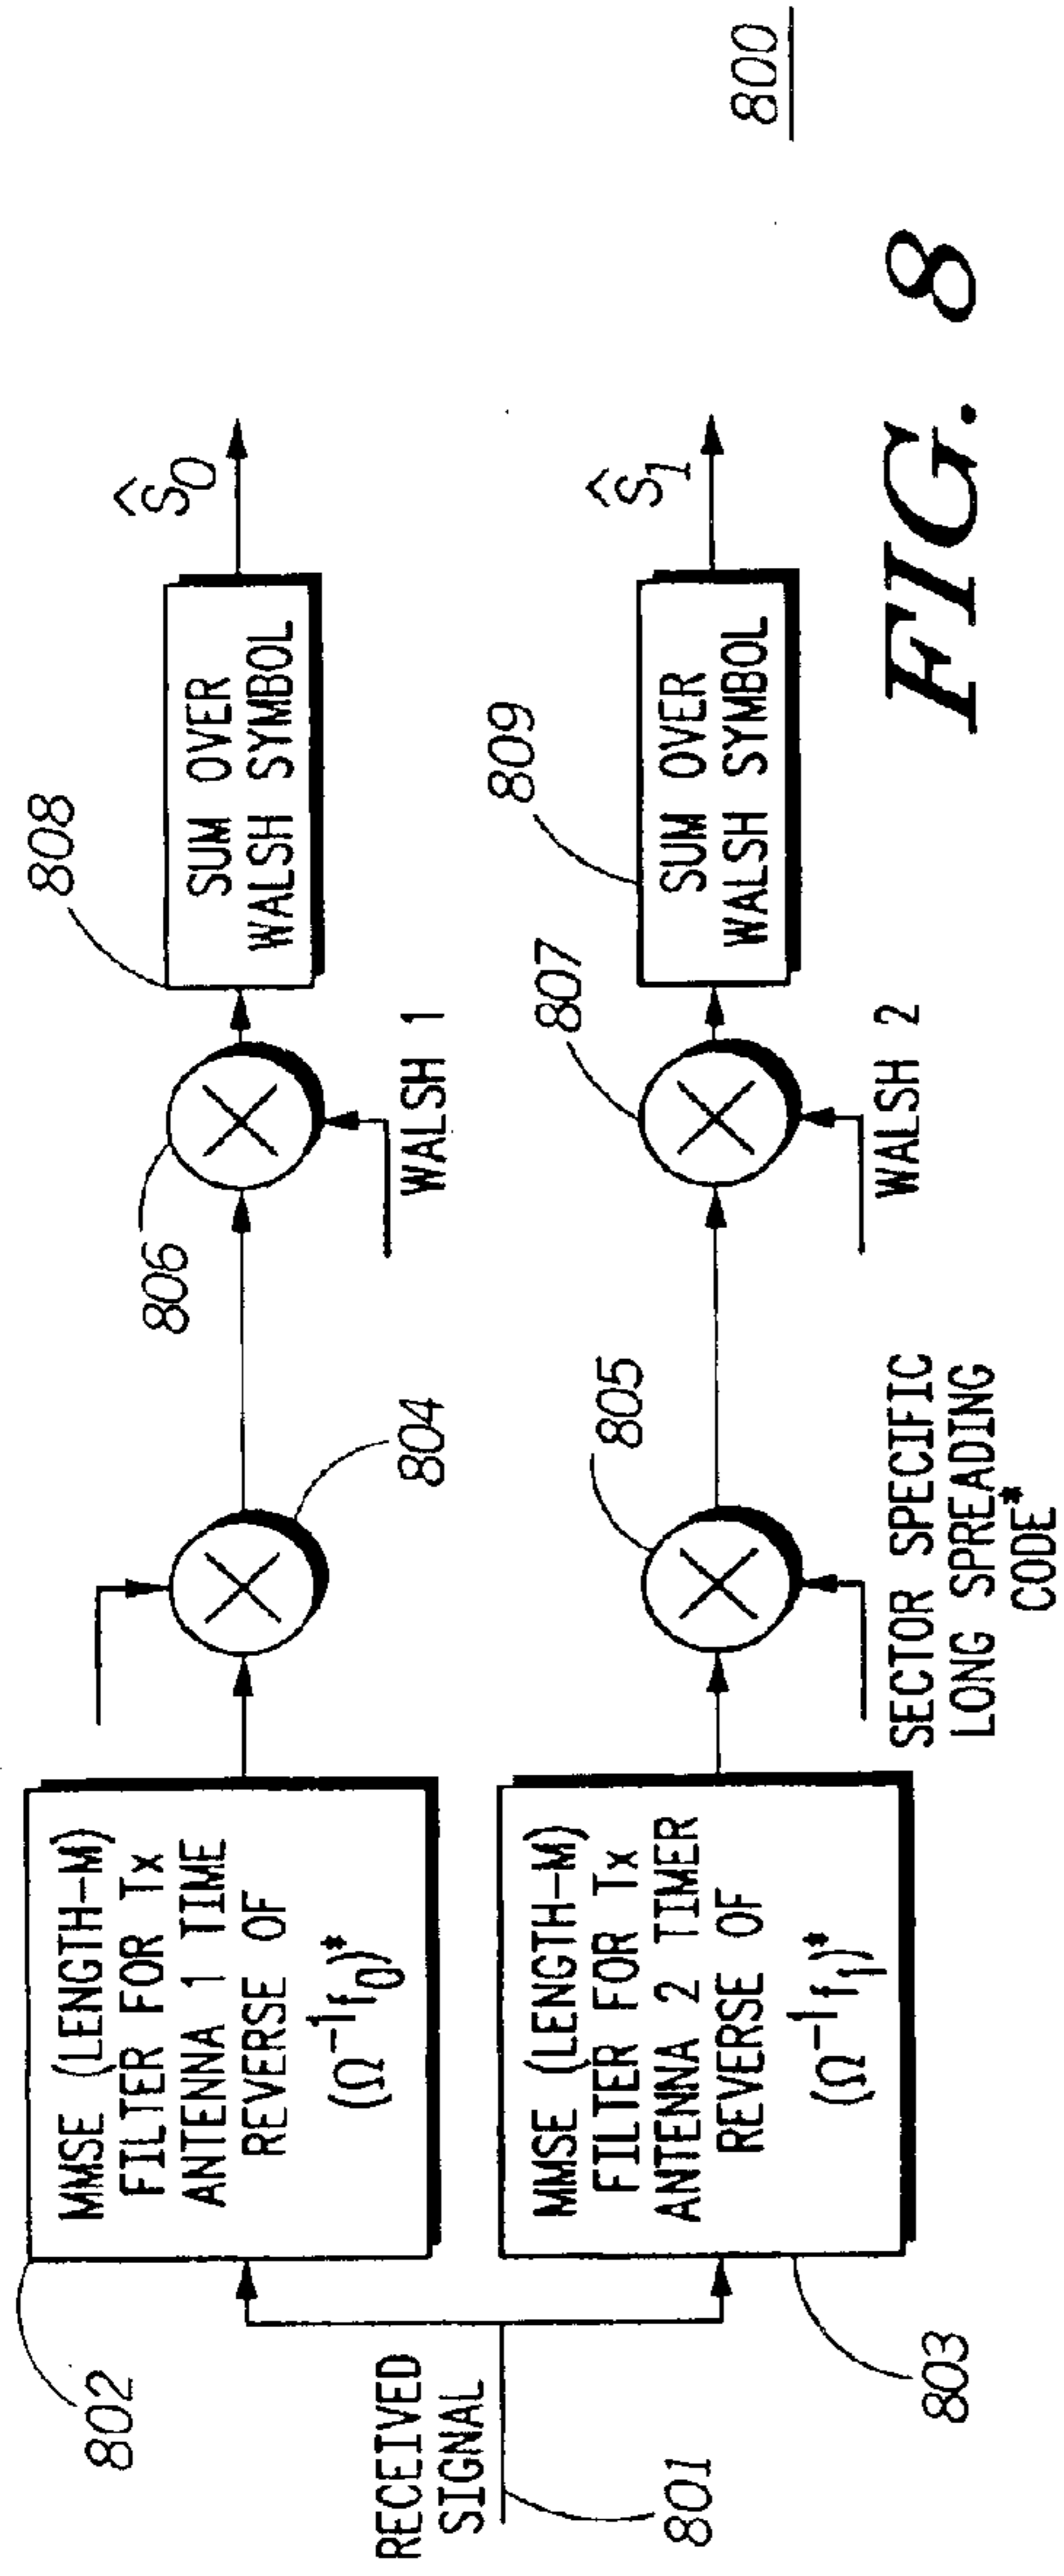 802
MMSE (LENGTH-M)
FILTER FOR Tx
ANTENNA 1 TIME
REVERSE OF
(Ω⁻¹f₀)*
804
806
WALSH 1
808
SUM OVER
WALSH SYMBOL
Ŝ₀
RECEIVED
SIGNAL
801
803
MMSE (LENGTH-M)
FILTER FOR Tx
ANTENNA 2 TIMER
REVERSE OF
(Ω⁻¹f₁)*
805
SECTOR SPECIFIC
LONG SPREADING
CODE*
807
WALSH 2
809
SUM OVER
WALSH SYMBOL
Ŝ₁
800
FIG. 8